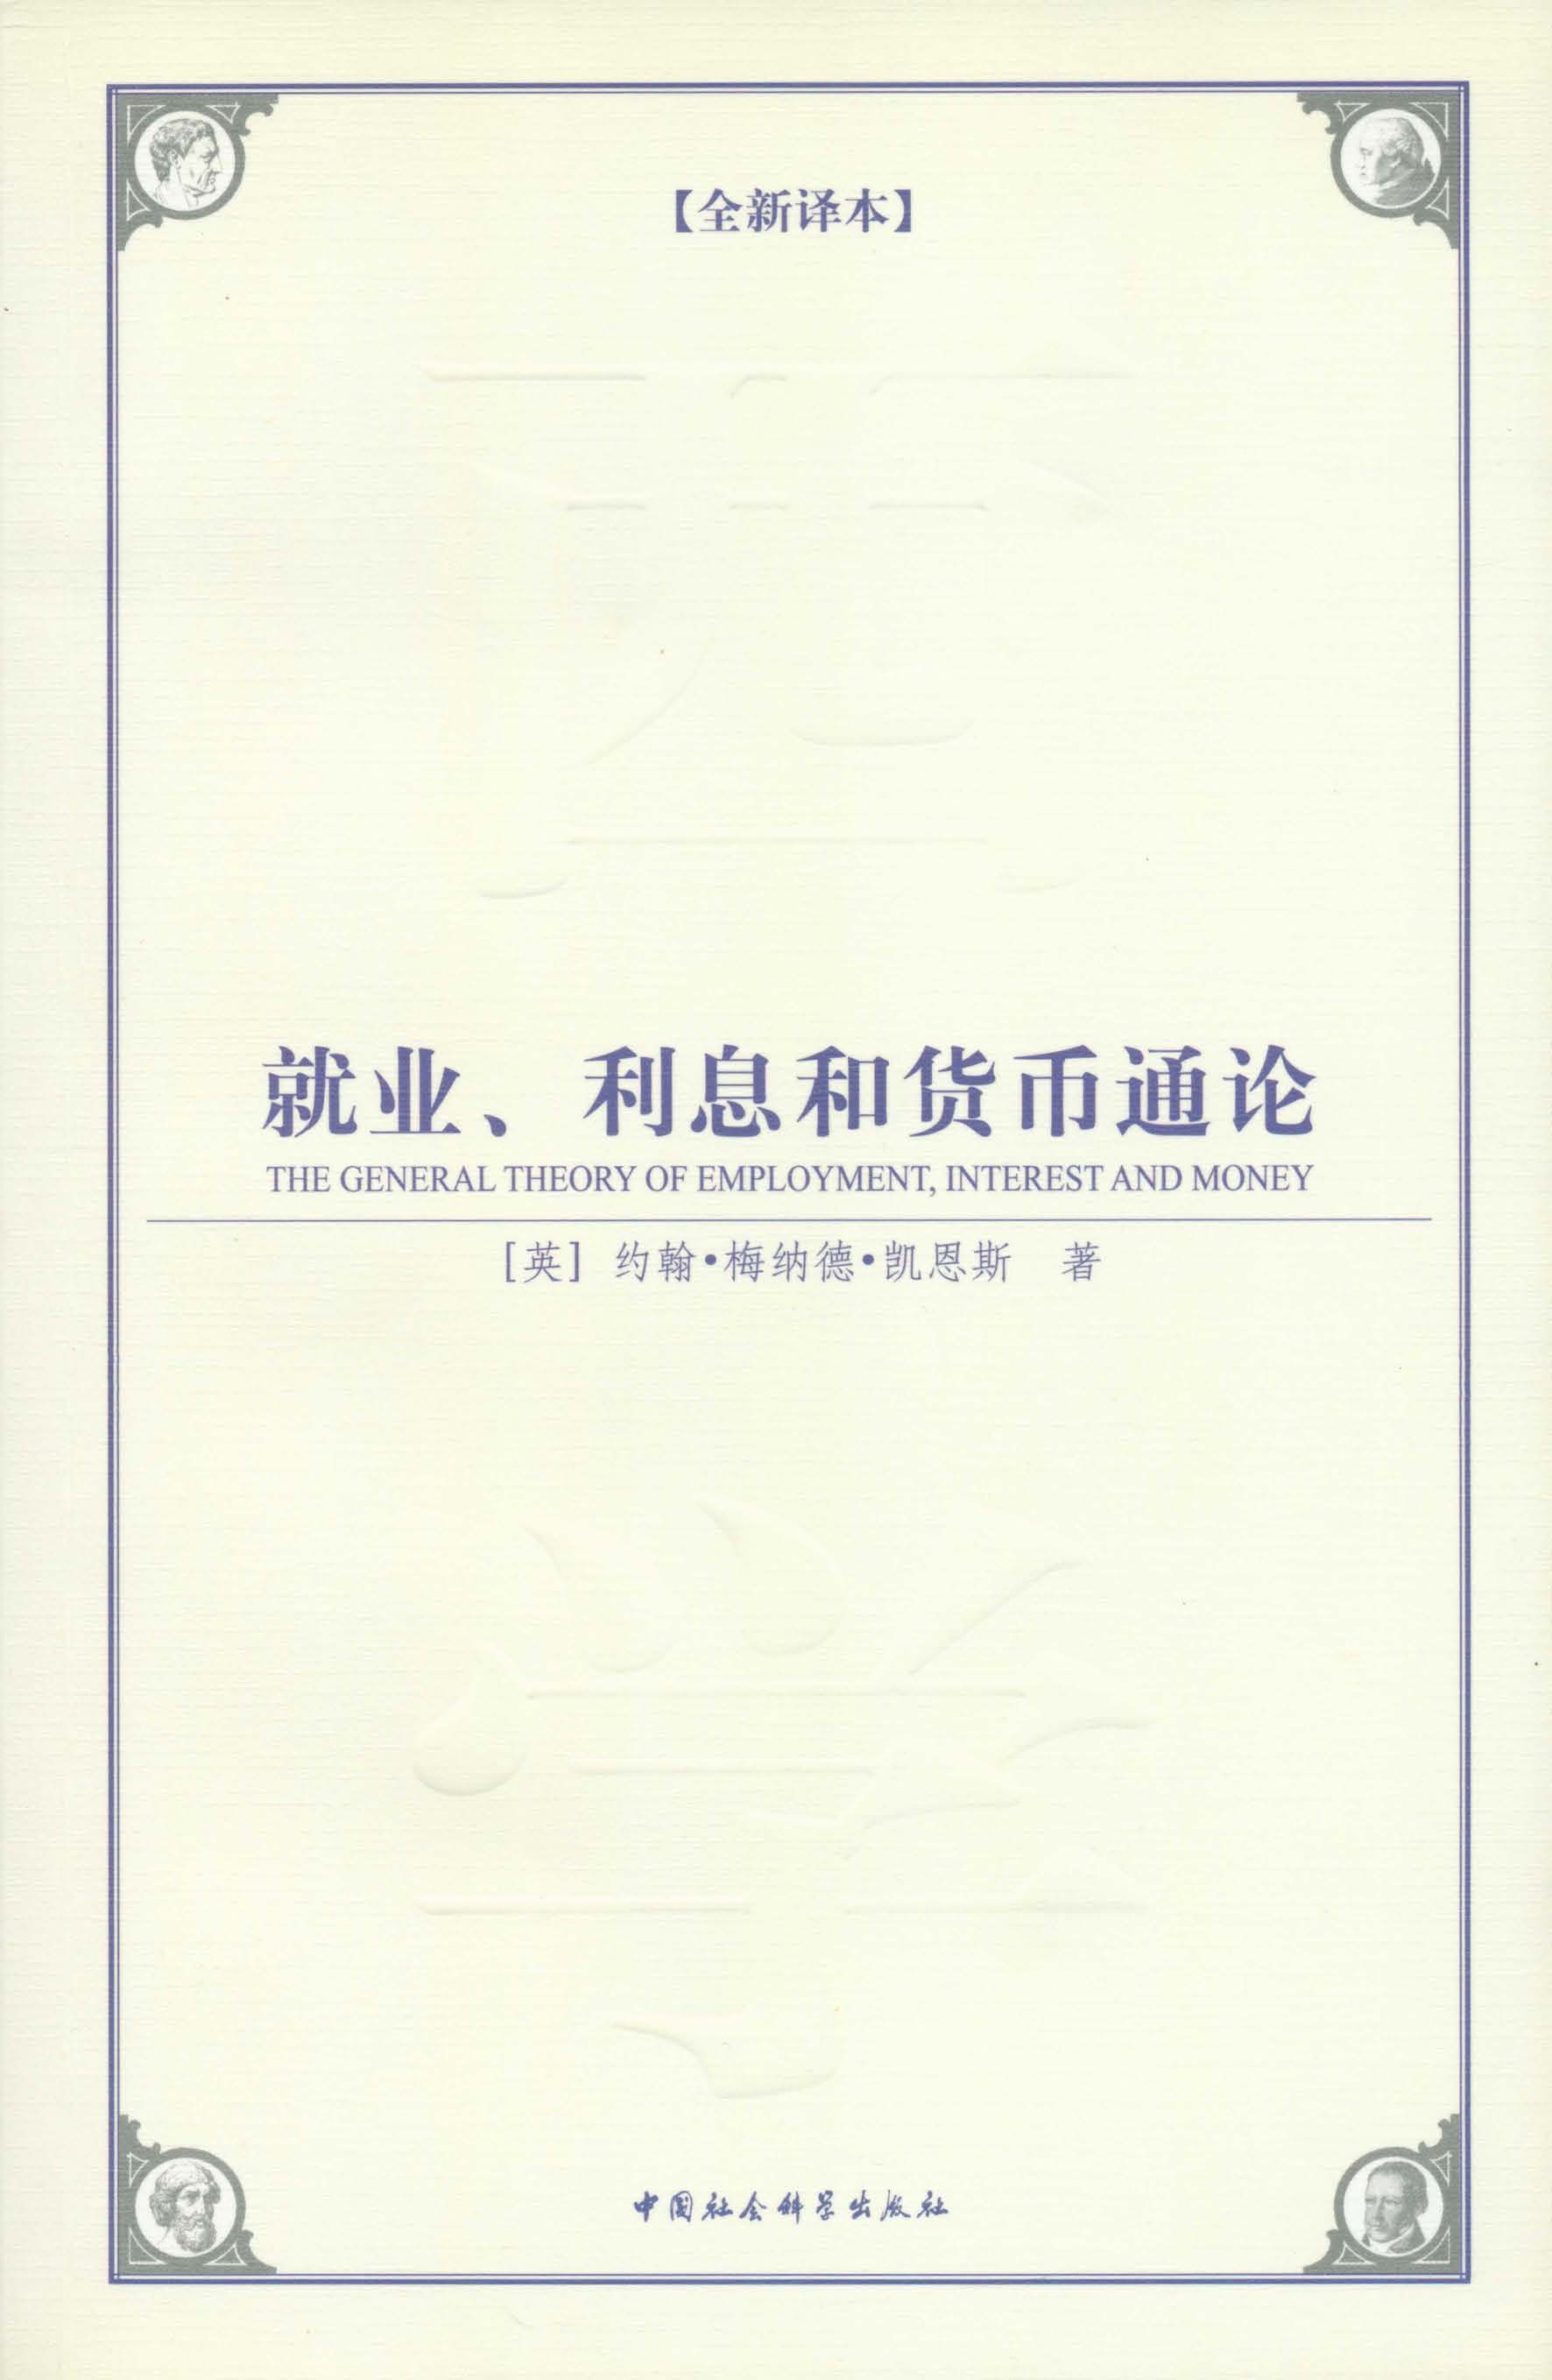 【全新译本】
就业、利息和货币通论
THE GENERAL THEORY OF EMPLOYMENT, INTEREST AND MONEY
[英] 约翰•梅纳德•凯恩斯 著
中国社会科学出版社